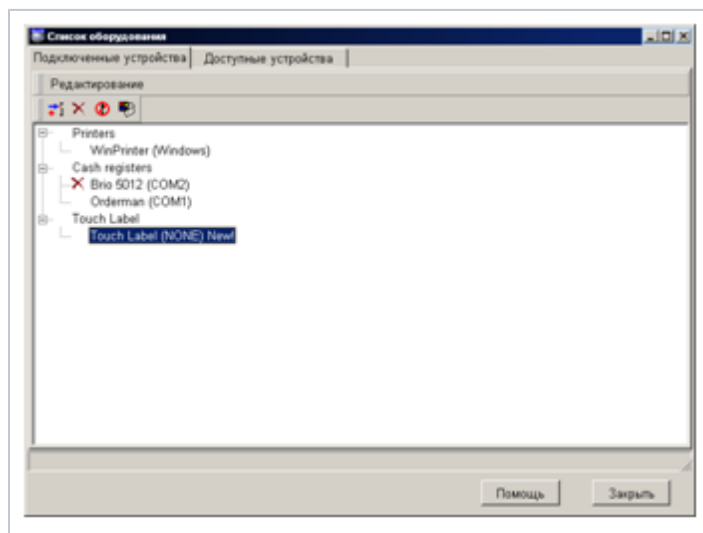 Список оборудования
Подключенные устройства Доступные устройства
Редактирование
Printers
WinPrinter (Windows)
Cash registers
Brio 5012 (COM2)
Orderman (COM1)
Touch Label
Touch Label (NONE) New!
Помощь Закрыть